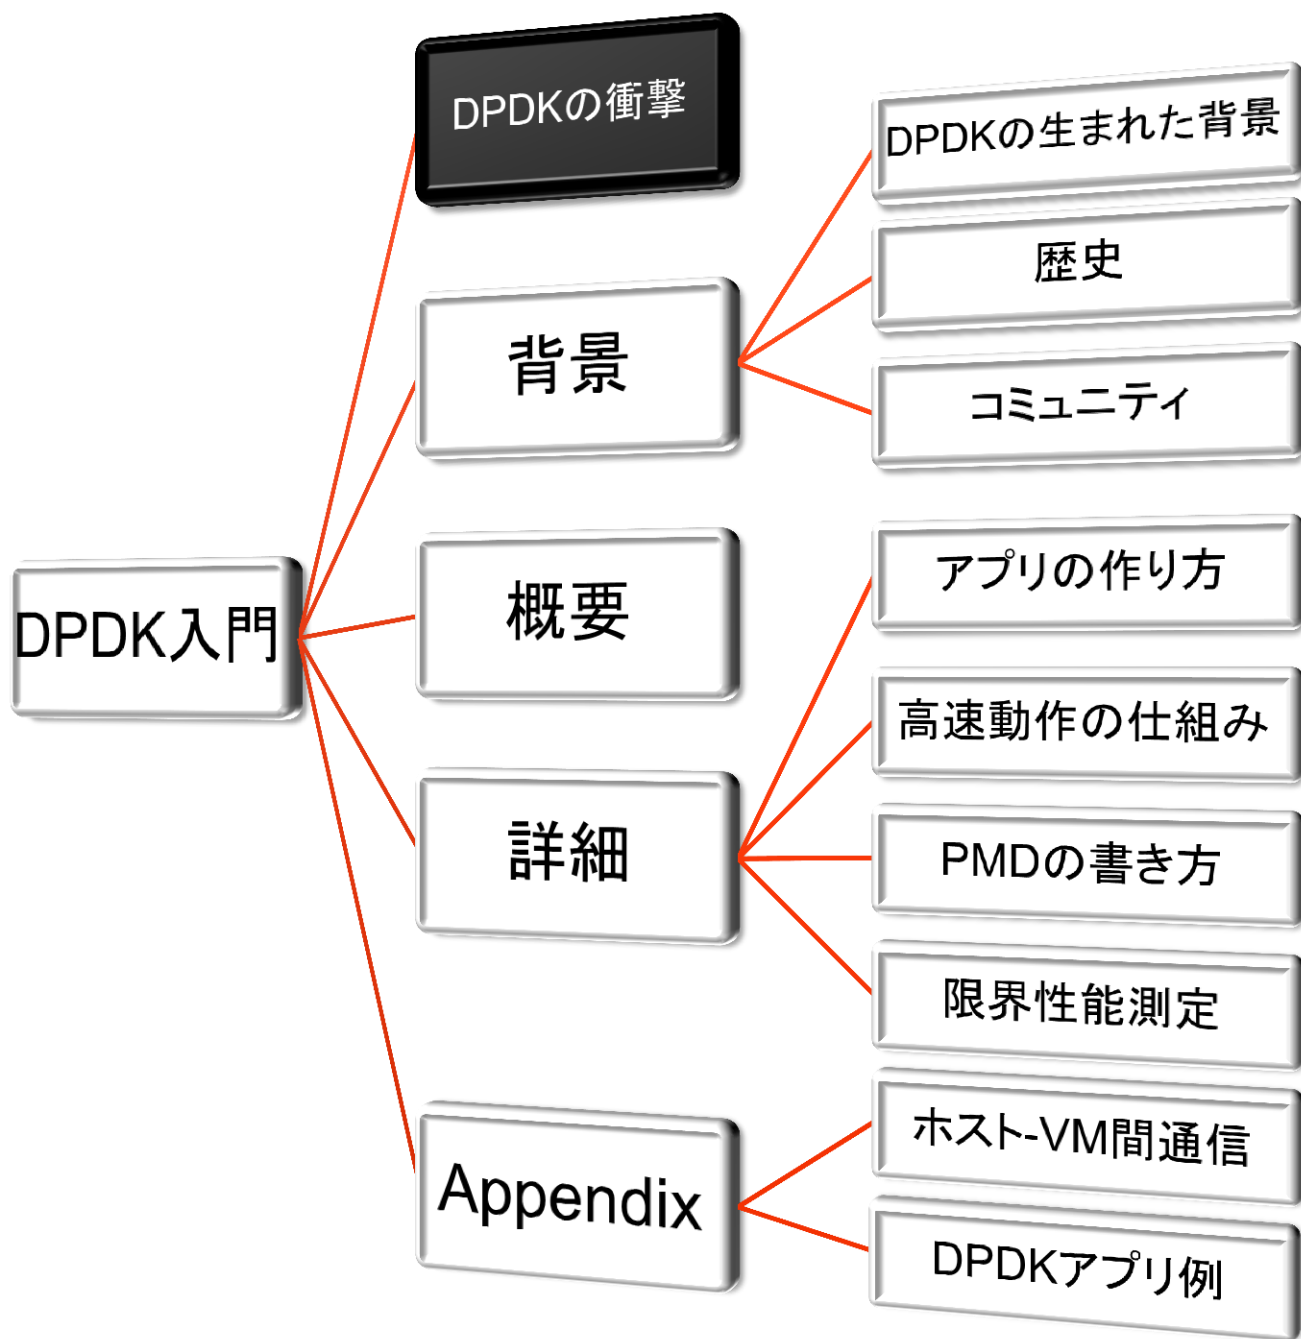 DPDK入門
DPDKの衝撃
背景
DPDKの生まれた背景
歴史
コミュニティ
概要
詳細
アプリの作り方
高速動作の仕組み
PMDの書き方
限界性能測定
Appendix
ホスト-VM間通信
DPDKアプリ例